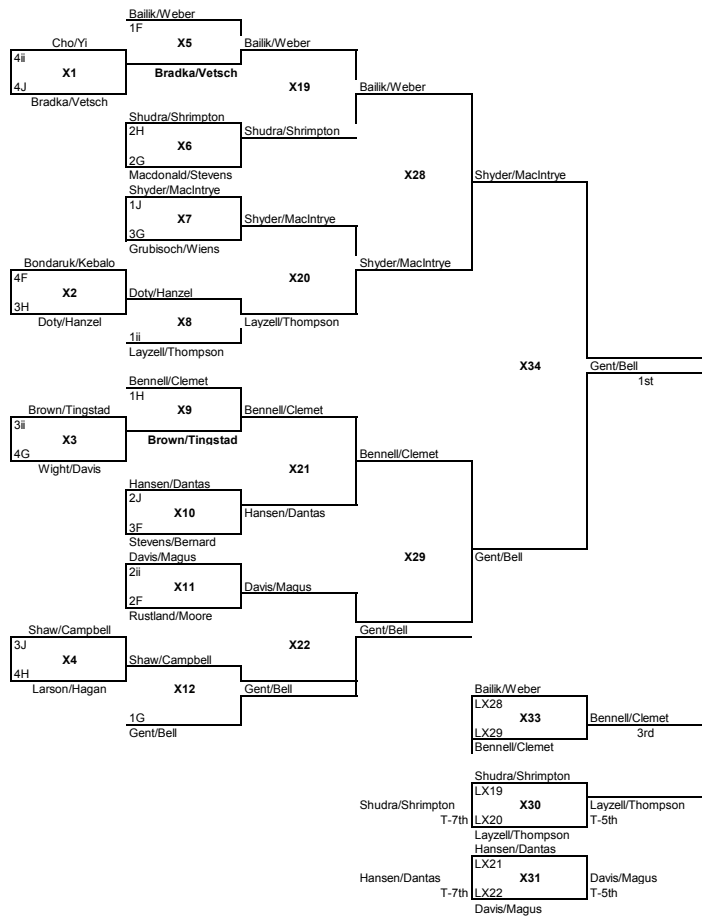 Bailik/Weber
1F
Cho/Yi X5 Bailik/Weber
4ii
X1 Bradka/Vetsch
4J X19 Bailik/Weber
Bradka/Vetsch
Shudra/Shrimpton
2H Shudra/Shrimpton
X6
2G
Macdonald/Stevens X28 Shyder/MacIntrye
Shyder/MacIntrye
1J
X7 Shyder/MacIntrye
3G
Grubisoch/Wiens
Bondaruk/Kebalo Shyder/MacIntrye
4F X20
X2 Doty/Hanzel
3H
Doty/Hanzel X8 Layzell/Thompson
1ii
Layzell/Thompson X34 Gent/Bell
1st
Bennell/Clemet
1H
Brown/Tingstad X9 Bennell/Clemet
3ii
X3 Brown/Tingstad
4G X21 Bennell/Clemet
Wight/Davis
Hansen/Dantas
2J
X10 Hansen/Dantas
3F
Stevens/Bernard
Davis/Magus X29 Gent/Bell
2ii
X11 Davis/Magus
2F
Rustland/Moore
Shaw/Campbell Gent/Bell
3J X22
X4 Shaw/Campbell
4H
Larson/Hagan X12 Gent/Bell
Bailik/Weber
1G LX28
Gent/Bell X33 Bennell/Clemet
LX29 3rd
Bennell/Clemet
Shudra/Shrimpton
LX19
Shudra/Shrimpton X30 Layzell/Thompson
T-7th LX20 T-5th
Layzell/Thompson
Hansen/Dantas
LX21
Hansen/Dantas X31 Davis/Magus
T-7th LX22 T-5th
Davis/Magus